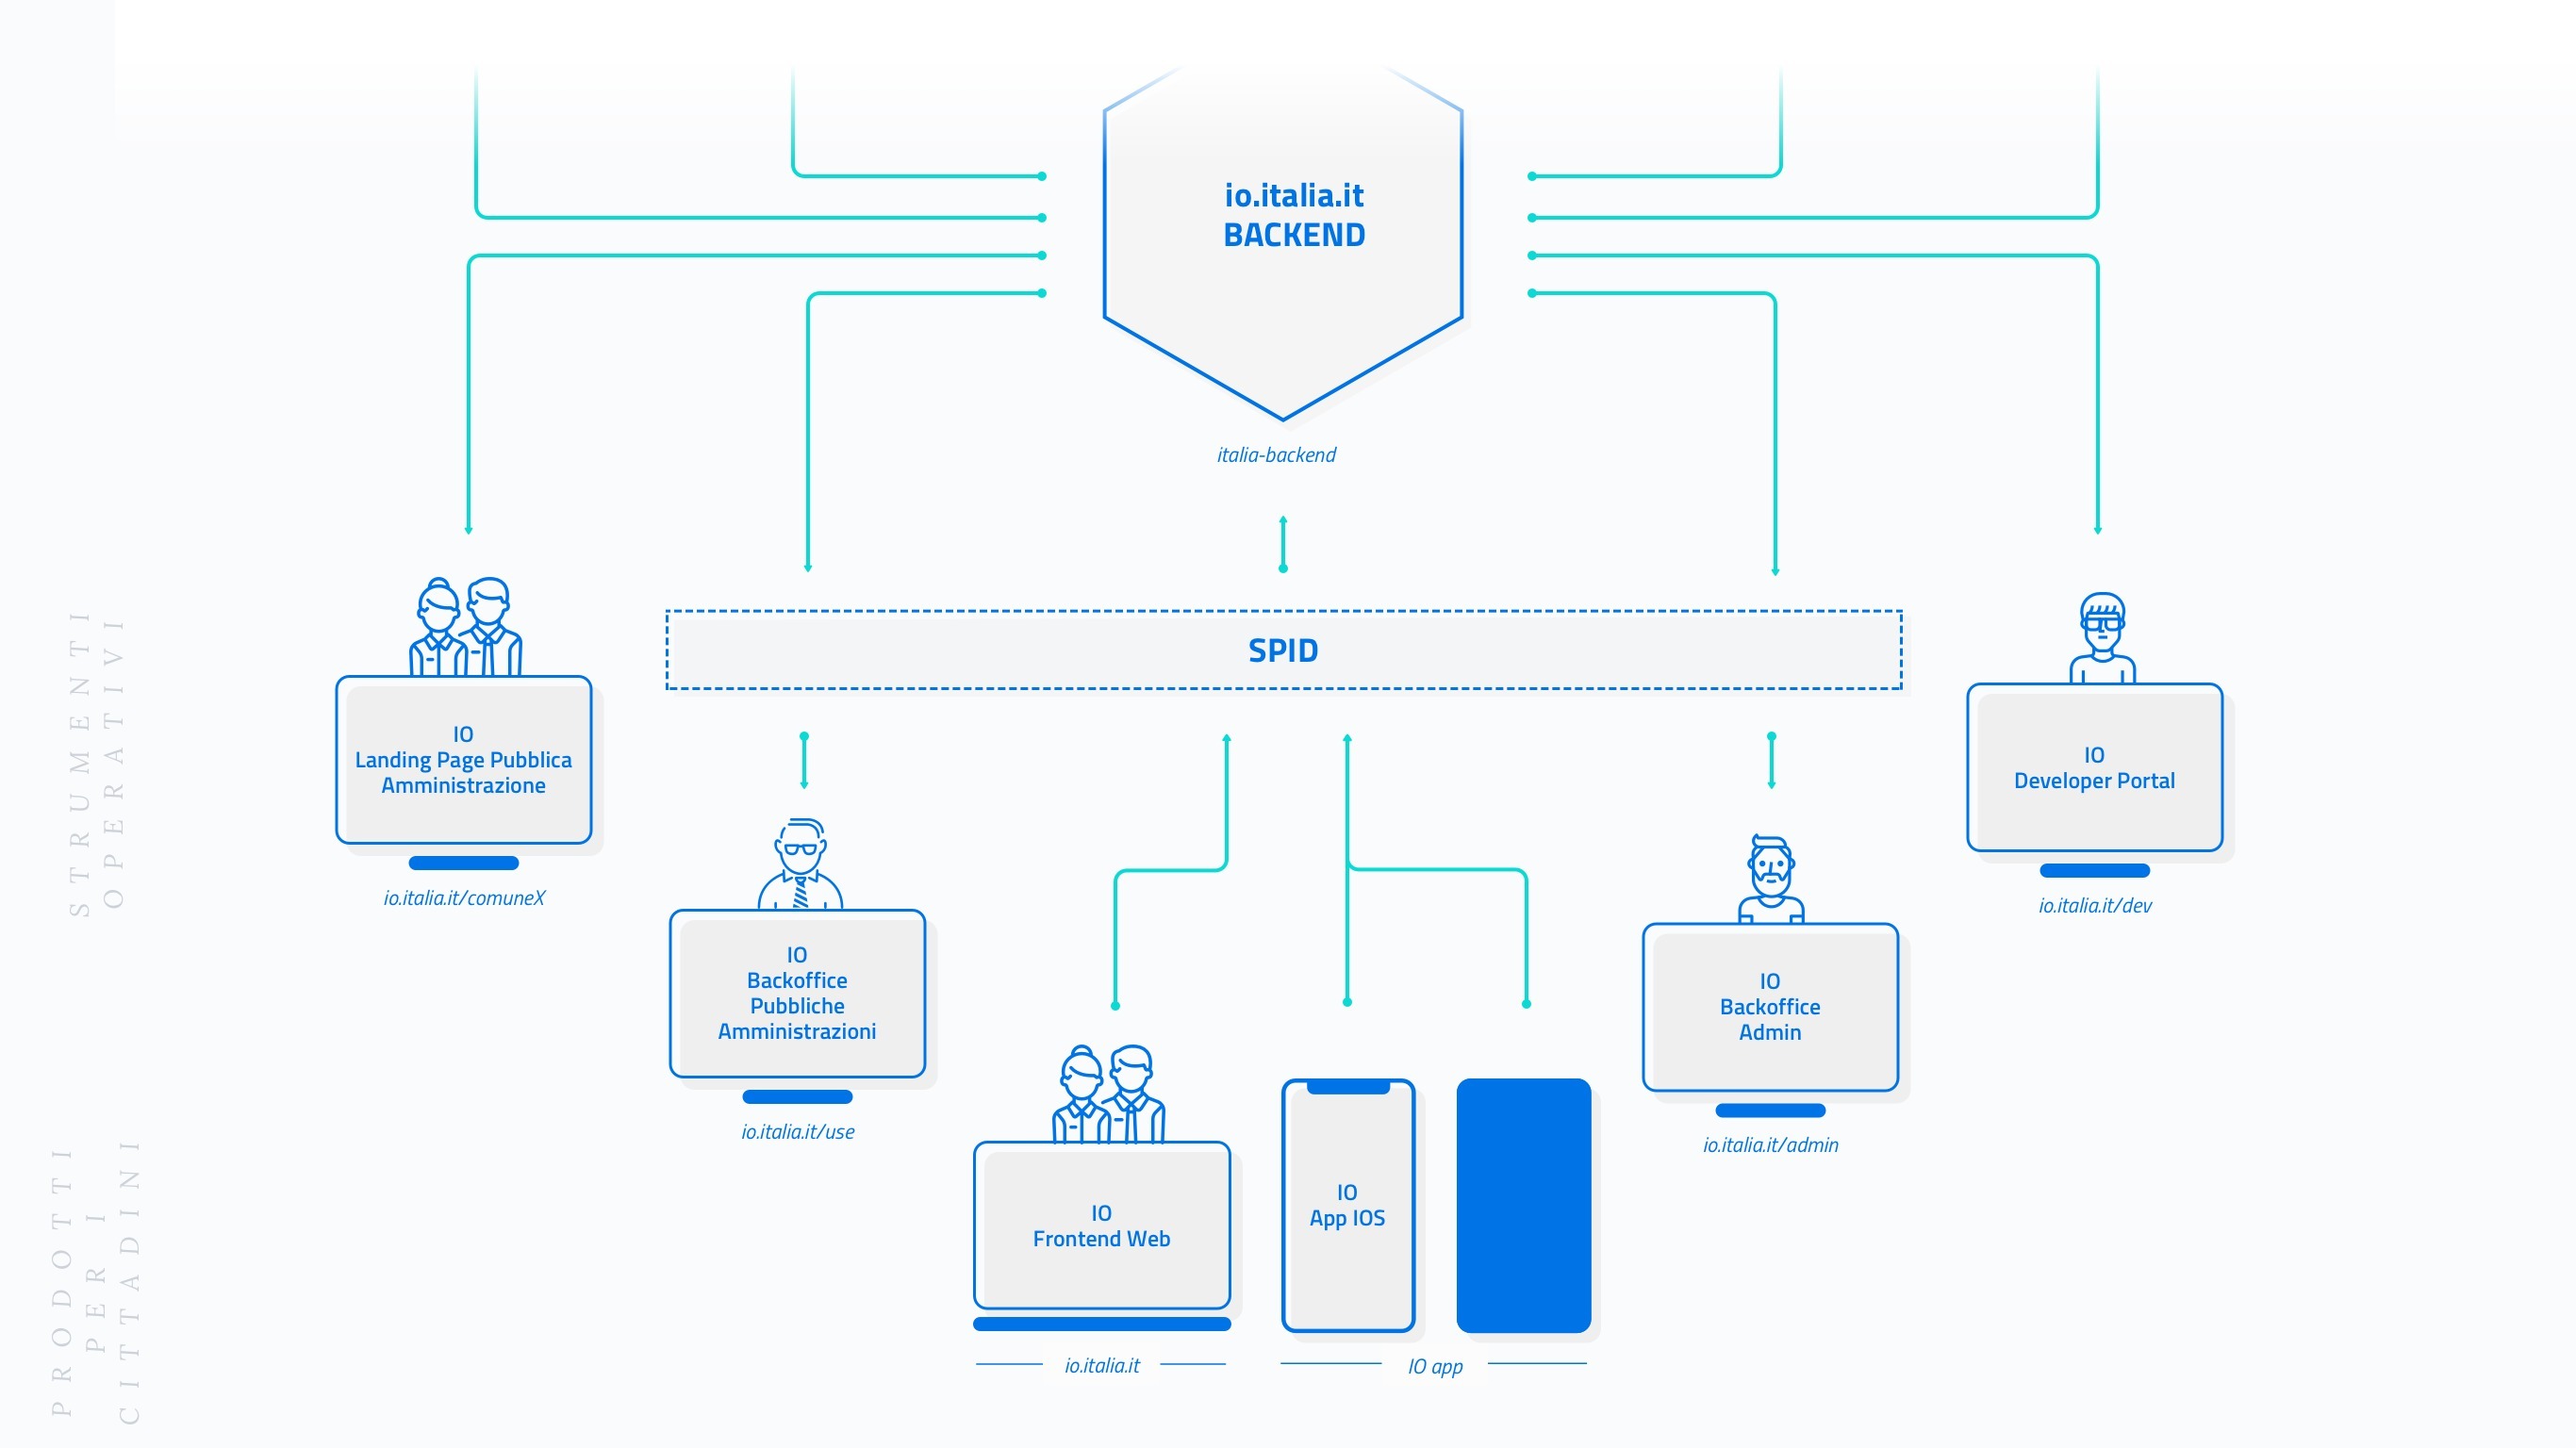 io.italia.it
BACKEND
italia-backend
STRUMENTI
OPERATIVI
SPID
IO
Landing Page Pubblica
Amministrazione
io.italia.it/comuneX
IO
Developer Portal
io.italia.it/dev
IO
Backoffice
Pubbliche
Amministrazioni
io.italia.it/use
IO
Backoffice
Admin
io.italia.it/admin
PRODOTTI
PER I
CITTADINI
IO
Frontend Web
io.italia.it
IO
App IOS
IO app